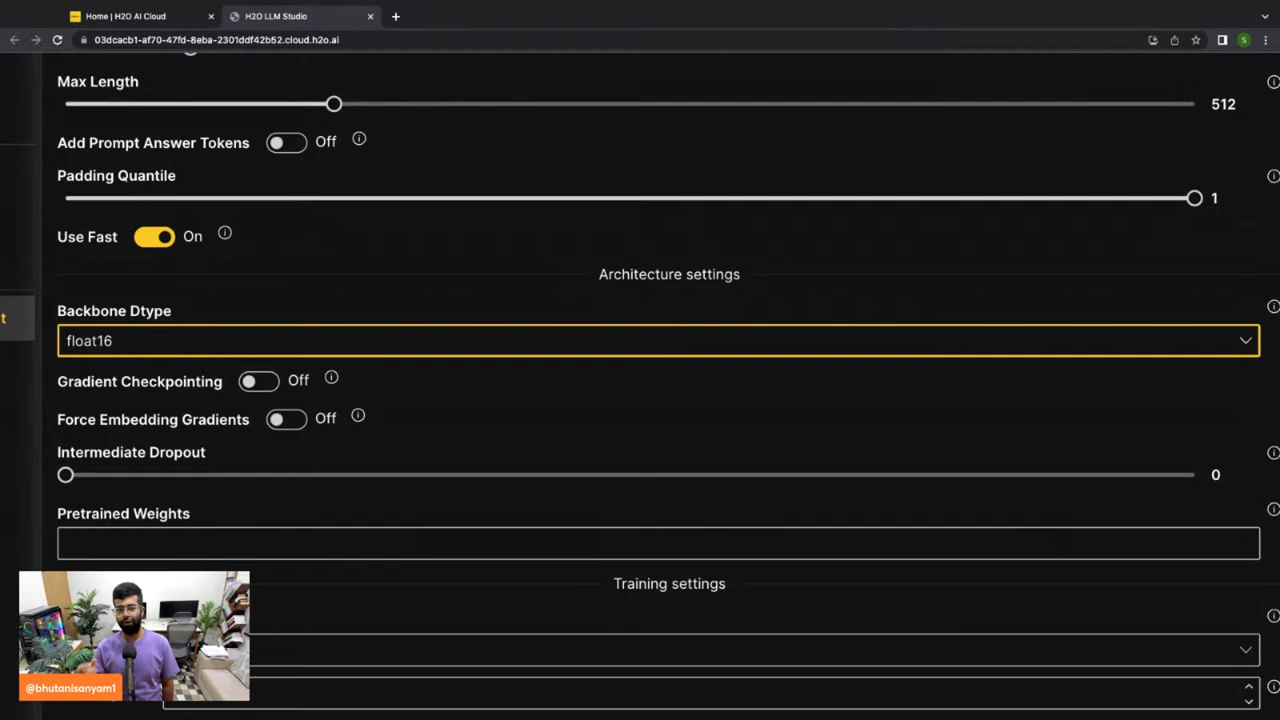 Home | H2O AI Cloud
H2O LLM Studio
03dcacb1-af70-47fd-8eba-2301ddf42b52.cloud.h2o.ai
S
Max Length
512
Add Prompt Answer Tokens
Off
Padding Quantile
1
Use Fast
On
Architecture settings
Backbone Dtype
float16
t
Gradient Checkpointing
Off
Force Embedding Gradients
Off
Intermediate Dropout
0
Pretrained Weights
Training settings
@bhutanisanyam1